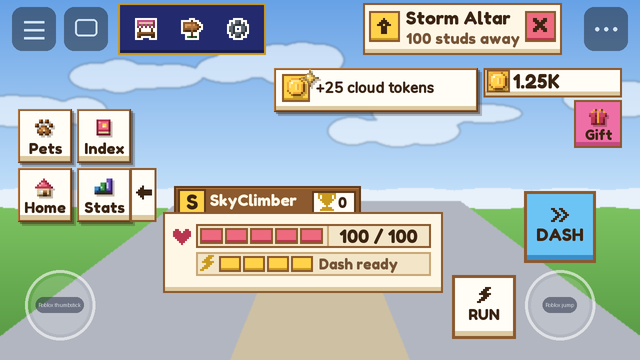 Storm Altar
100 studs away
+25 cloud tokens
1.25K
Gift
Pets
Index
Home
Stats
S
SkyClimber
0
100 / 100
Dash ready
DASH
RUN
Roblox thumbstick
Roblox jump